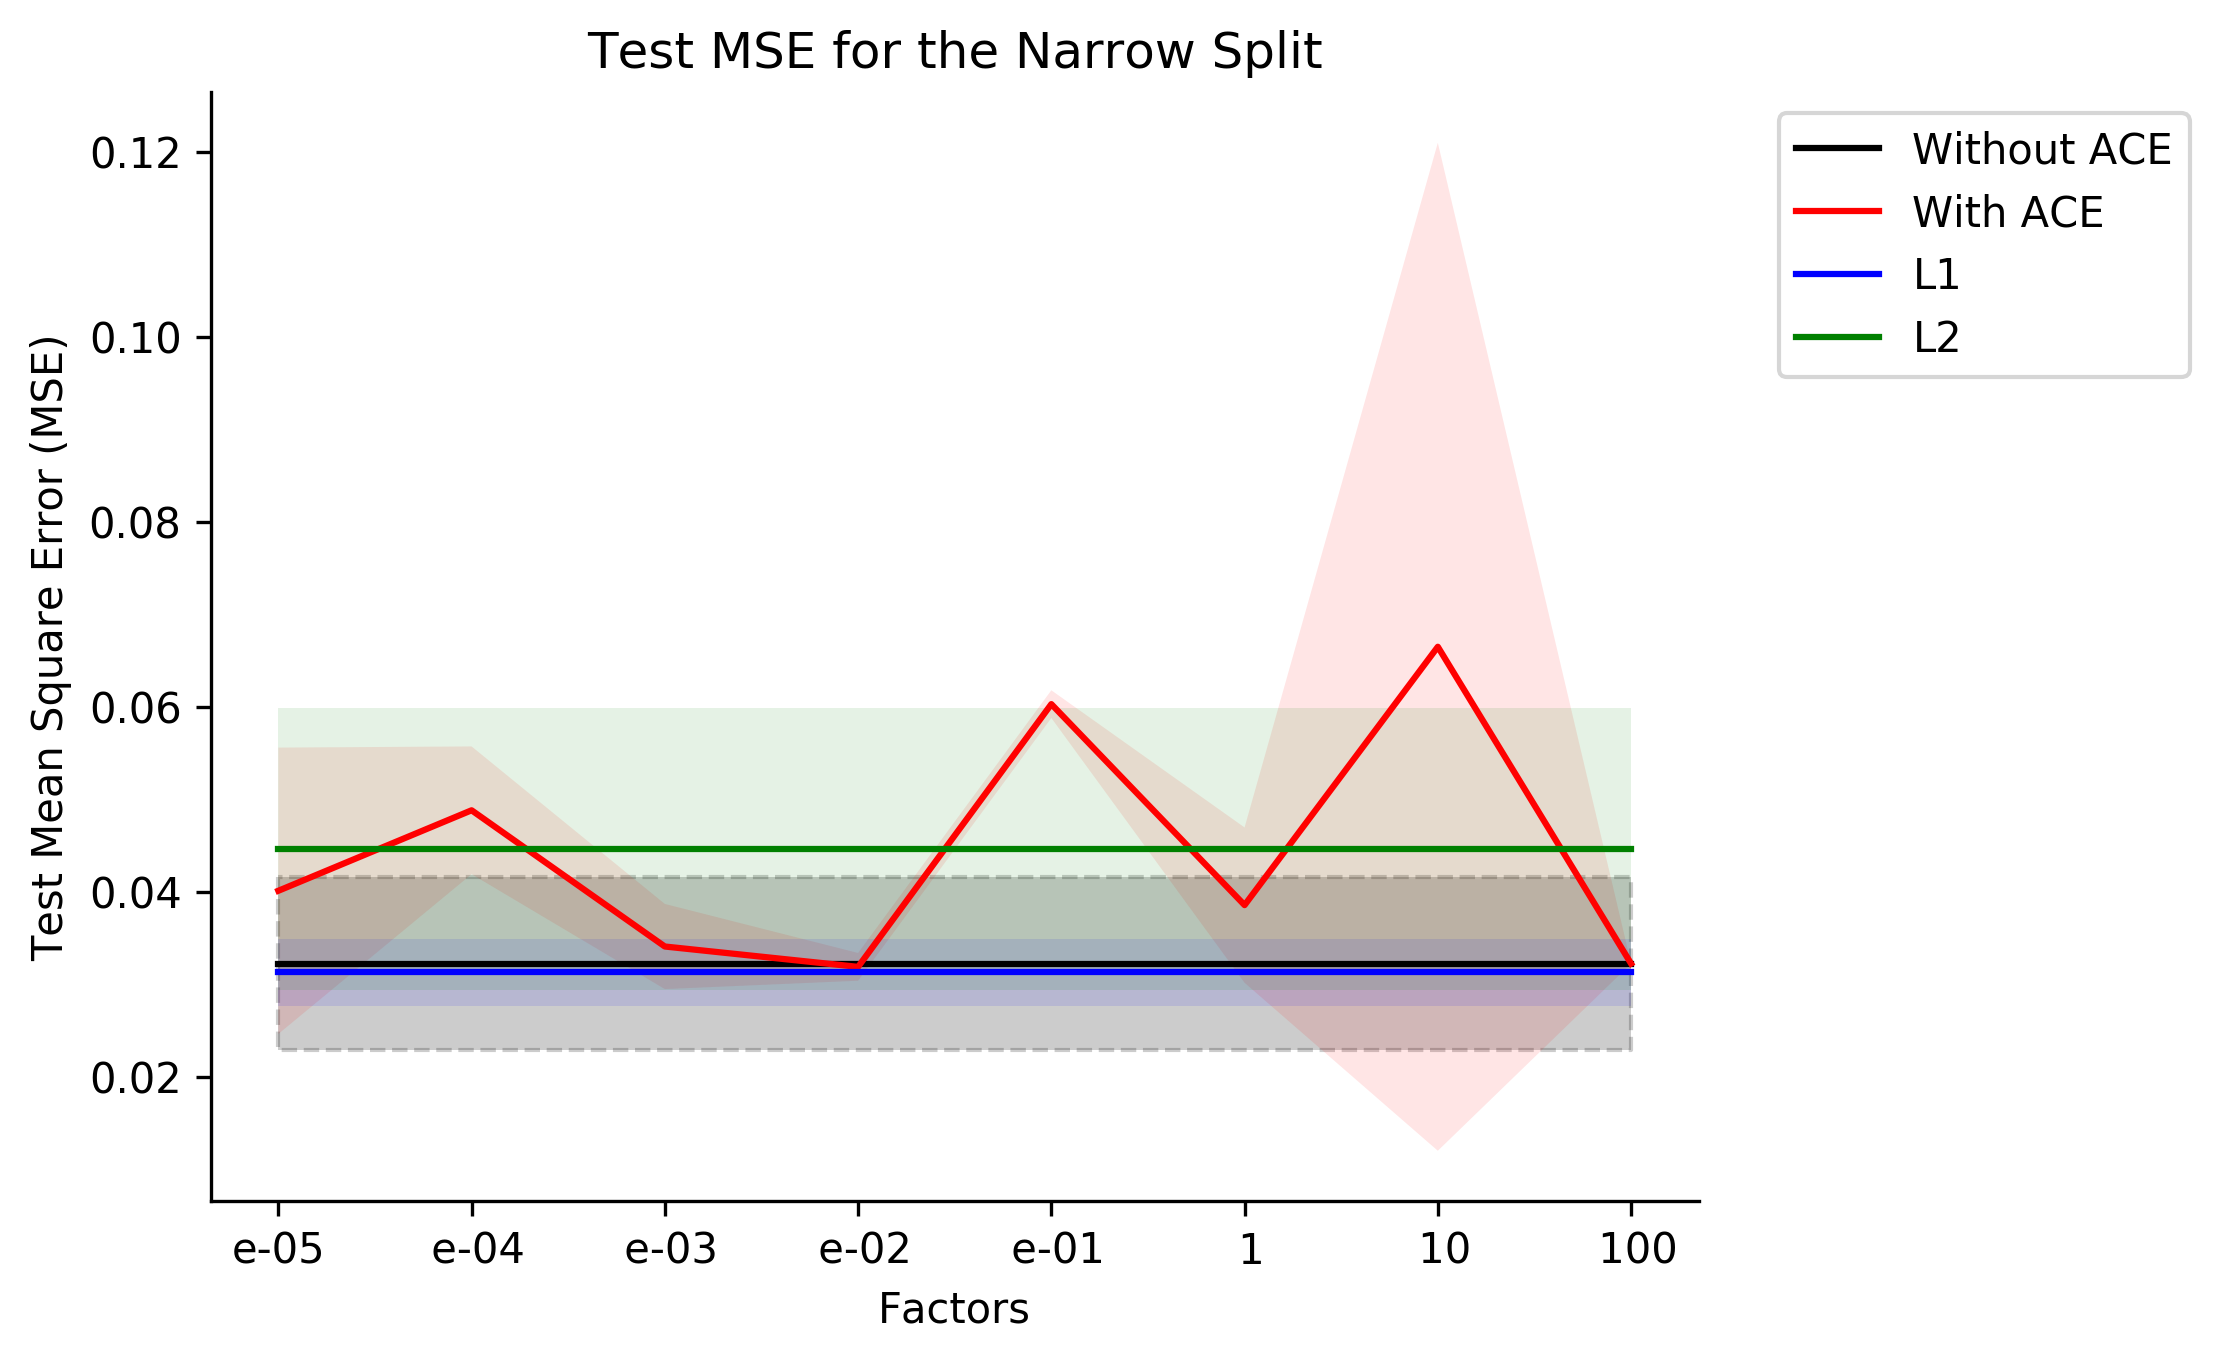 Test MSE for the Narrow Split
Test Mean Square Error (MSE)
0.12
0.10
0.08
0.06
0.04
0.02
e-05 e-04 e-03 e-02 e-01 1 10 100
Factors
Without ACE
With ACE
L1
L2